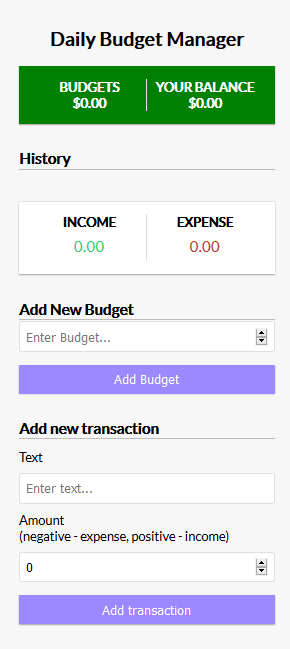 Daily Budget Manager
BUDGETS YOUR BALANCE
$0.00 $0.00
History
INCOME EXPENSE
0.00 0.00
Add New Budget
Enter Budget...
Add Budget
Add new transaction
Text
Enter text...
Amount
(negative - expense, positive - income)
0
Add transaction